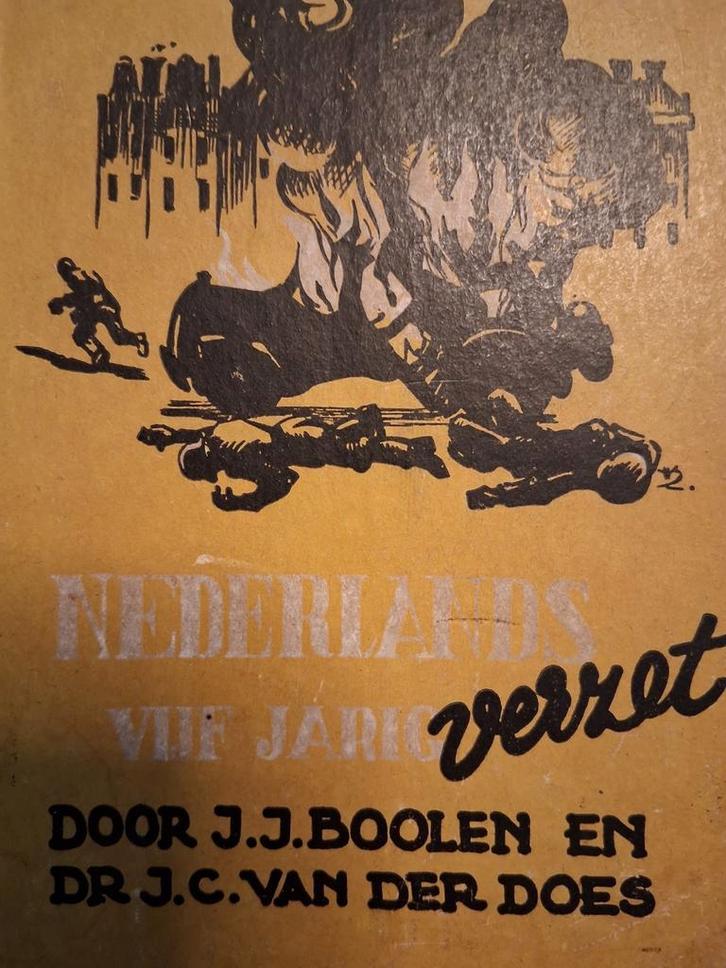 NEDERLANDS
VIJF JARIG verzet
DOOR J.J. BOOLEN EN
DR J.C. VAN DER DOES